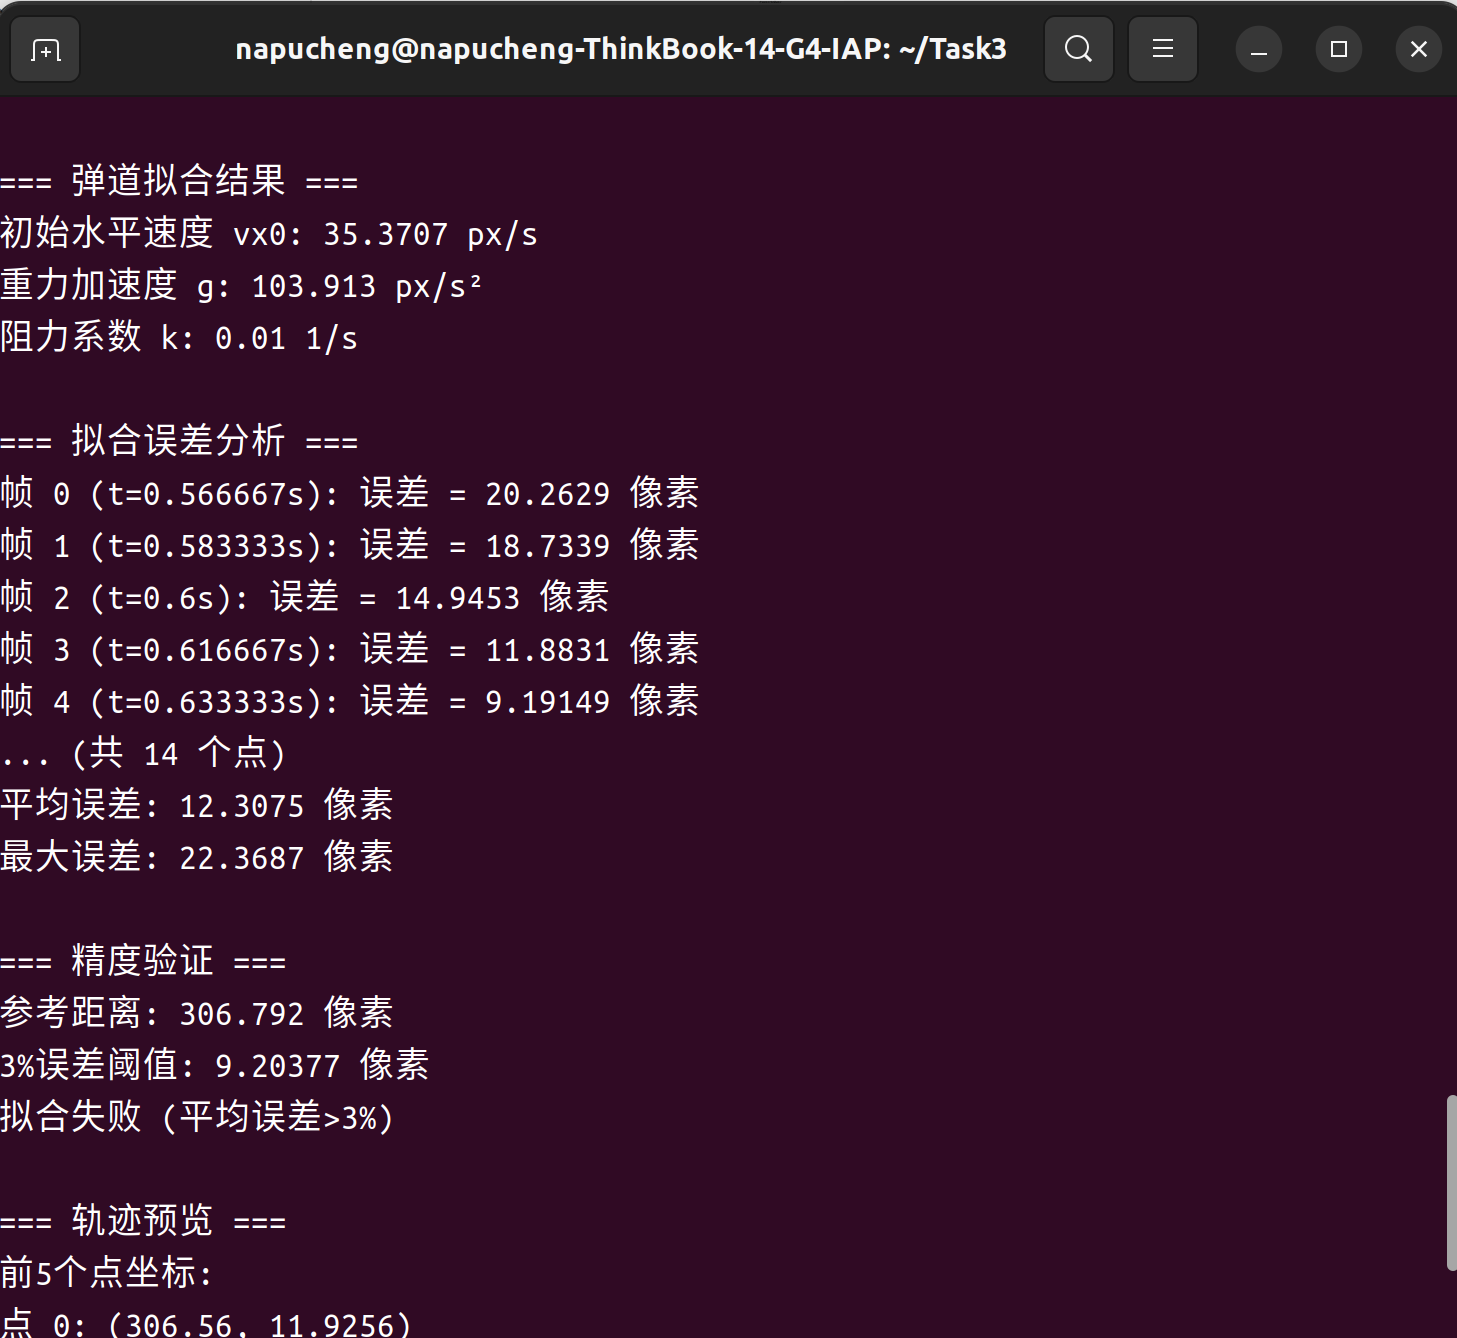 napucheng@napucheng-ThinkBook-14-G4-IAP: ~/Task3
=== 弹道拟合结果 ===
初始水平速度 vx0: 35.3707 px/s
重力加速度 g: 103.913 px/s²
阻力系数 k: 0.01 1/s
=== 拟合误差分析 ===
帧 0 (t=0.566667s): 误差 = 20.2629 像素
帧 1 (t=0.583333s): 误差 = 18.7339 像素
帧 2 (t=0.6s): 误差 = 14.9453 像素
帧 3 (t=0.616667s): 误差 = 11.8831 像素
帧 4 (t=0.633333s): 误差 = 9.19149 像素
... (共 14 个点)
平均误差: 12.3075 像素
最大误差: 22.3687 像素
=== 精度验证 ===
参考距离: 306.792 像素
3%误差阈值: 9.20377 像素
拟合失败 (平均误差>3%)
=== 轨迹预览 ===
前5个点坐标:
点 0: (306.56, 11.9256)